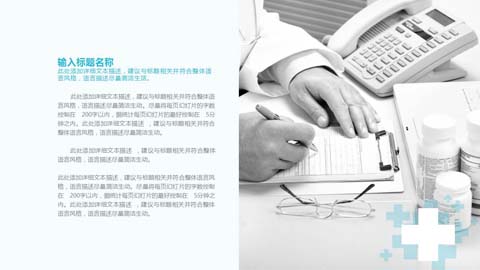 输入标题名称
此处添加详细文本描述，建议与标题相关并符合整体语
言风格，语言描述尽量简洁生动。
此处添加详细文本描述，建议与标题相关并符合整体语
言风格，语言描述尽量简洁生动。尽量将每页幻灯片的字数
控制在 200字以内，据统计每页幻灯片的最好控制在 5分
钟之内。此处添加详细文本描述 ，建议与标题相关并符合
整体语言风格，语言描述尽量简洁生动。
此处添加详细文本描述 ，建议与标题相关并符合整体
语言风格，语言描述尽量简洁生动。
此处添加详细文本描述，建议与标题相关并符合整体语言风
格，语言描述尽量简洁生动。尽量将每页幻灯片的字数控制
在 200字以内，据统计每页幻灯片的最好控制在 5分钟之
内。此处添加详细文本描述 ，建议与标题相关并符合整体
语言风格，语言描述尽量简洁生动。